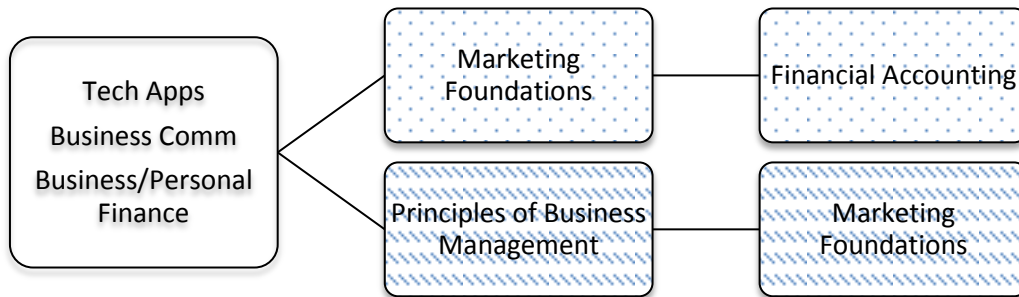 Tech Apps
Business Comm
Business/Personal
Finance
Marketing
Foundations
Financial Accounting
Principles of Business
Management
Marketing
Foundations